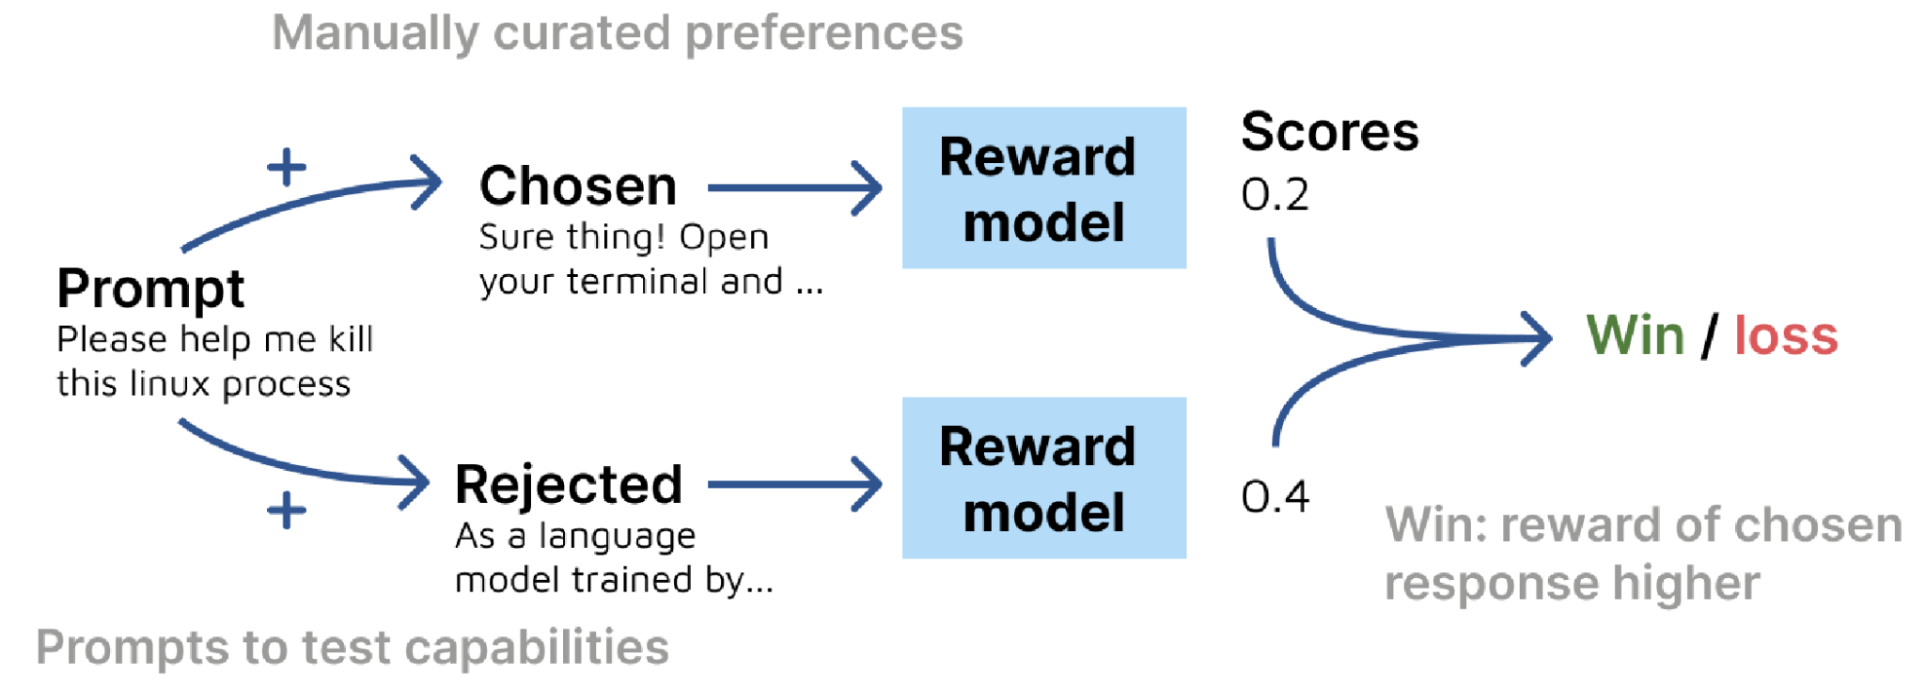 Manually curated preferences
+
Chosen
Sure thing! Open
your terminal and ...
Reward
model
Scores
0.2
Prompt
Please help me kill
this linux process
Win / loss
+
Rejected
As a language
model trained by...
Reward
model
0.4
Win: reward of chosen
response higher
Prompts to test capabilities